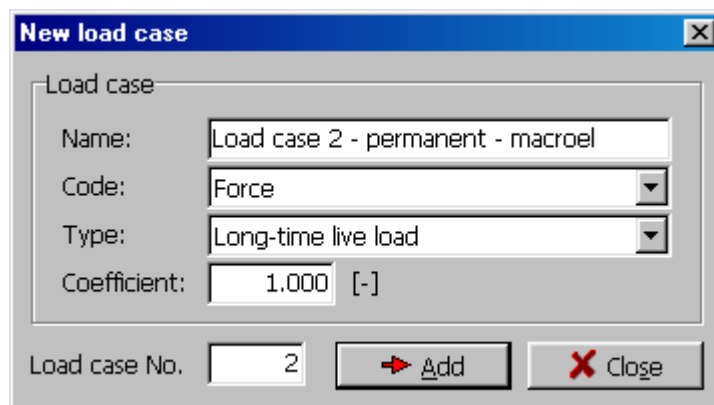 New load case
Load case
Name: Load case 2 - permanent - macroel
Code: Force
Type: Long-time live load
Coefficient: 1.000 [-]
Load case No. 2 Add Close